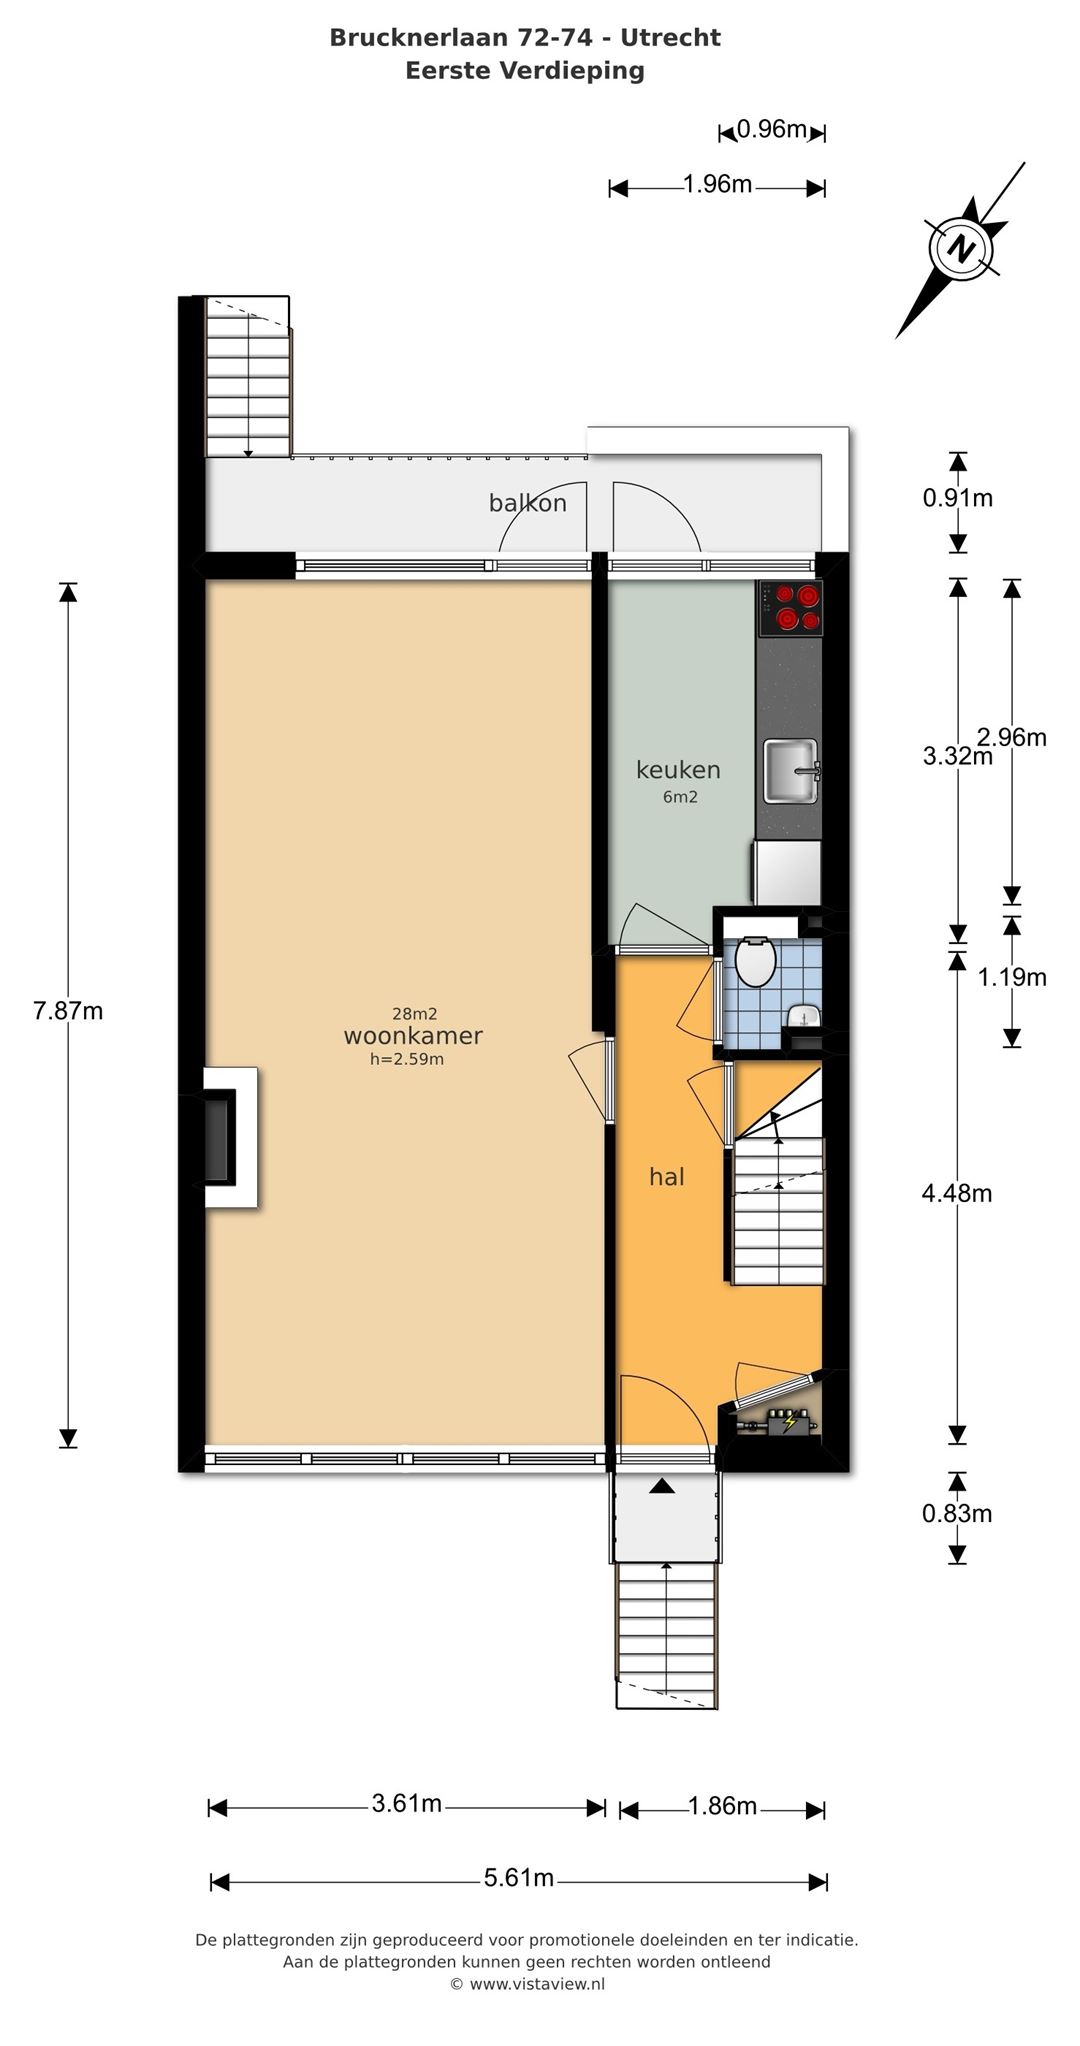 Brucknerlaan 72-74 - Utrecht
Eerste Verdieping
0.96m
1.96m
N
balkon
0.91m
keuken
6m2
2.96m
3.32m
1.19m
7.87m
28m2
woonkamer
h=2.59m
hal
4.48m
0.83m
3.61m
1.86m
5.61m
De plattegronden zijn geproduceerd voor promotionele doeleinden en ter indicatie.
Aan de plattegronden kunnen geen rechten worden ontleend
© www.vistaview.nl